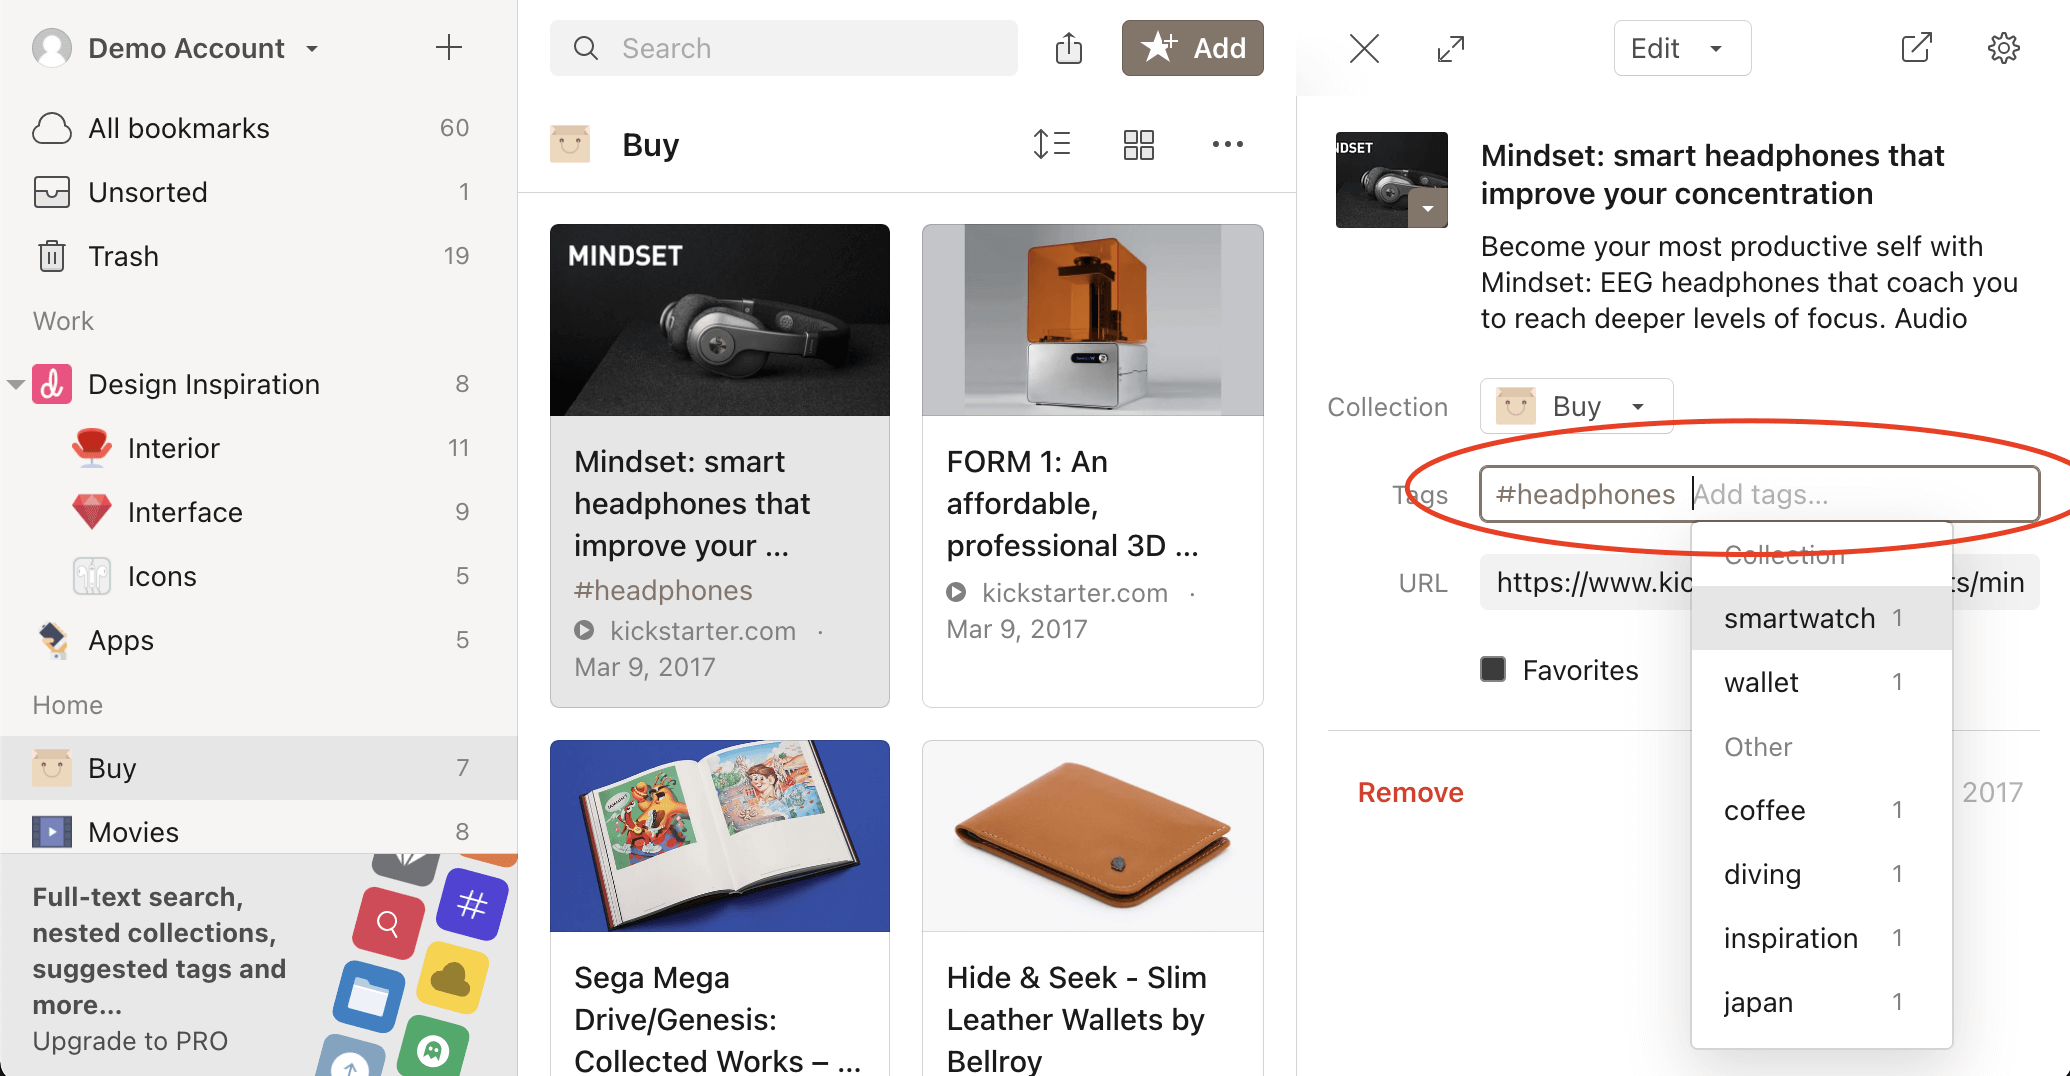 Demo Account
All bookmarks 60
Unsorted 1
Trash 19
Work
Design Inspiration 8
Interior 11
Interface 9
Icons 5
Apps 5
Home
Buy 7
Movies 8
Full-text search,
nested collections,
suggested tags and
more...
Upgrade to PRO
Search
Add
Buy
MINDSET
Mindset: smart
headphones that
improve your ...
#headphones
kickstarter.com ·
Mar 9, 2017
FORM 1: An
affordable,
professional 3D ...
kickstarter.com ·
Mar 9, 2017
Sega Mega
Drive/Genesis:
Collected Works – ...
Hide & Seek - Slim
Leather Wallets by
Bellroy
Edit
NDSET
Mindset: smart headphones that
improve your concentration
Become your most productive self with
Mindset: EEG headphones that coach you
to reach deeper levels of focus. Audio
Collection Buy
Tags #headphones Add tags...
URL https://www.kic ts/min
Favorites
Remove 2017
Collection
smartwatch 1
wallet 1
Other
coffee 1
diving 1
inspiration 1
japan 1